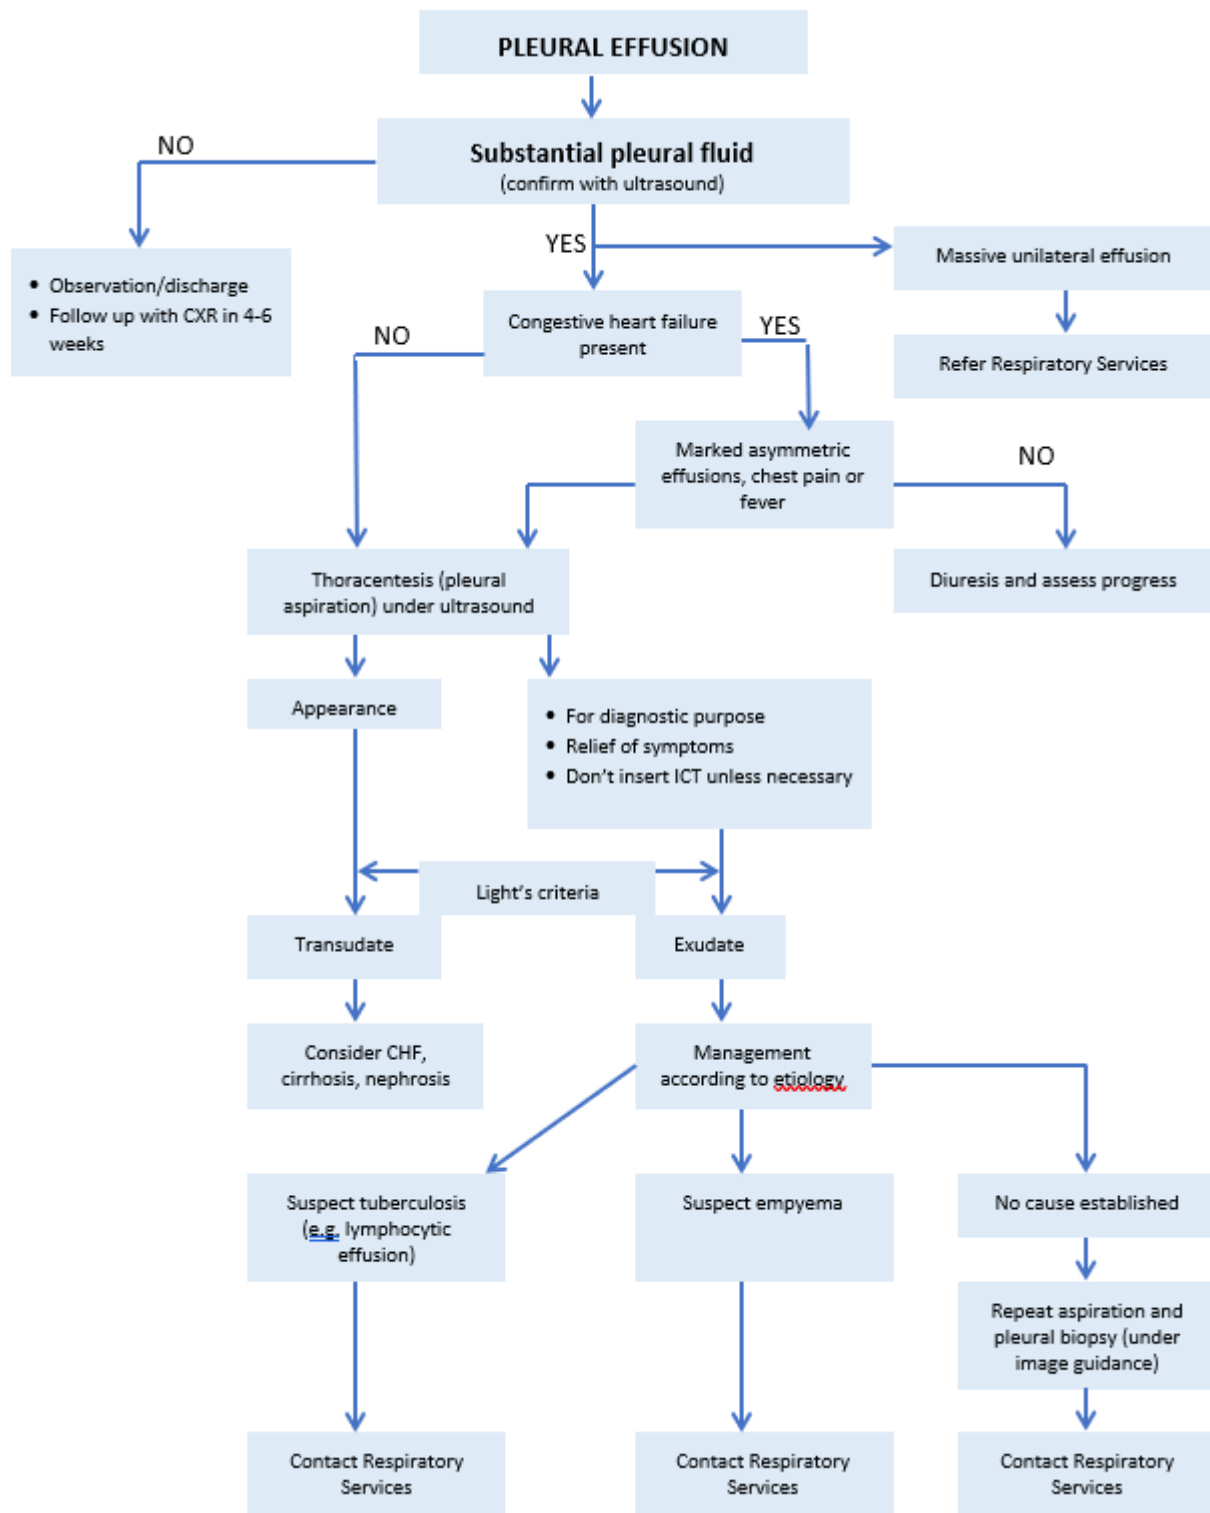 PLEURAL EFFUSION
NO
Substantial pleural fluid
(confirm with ultrasound)
YES
Massive unilateral effusion
• Observation/discharge
• Follow up with CXR in 4-6
weeks
NO
Congestive heart failure
present
YES
Refer Respiratory Services
Marked asymmetric
effusions, chest pain or
fever
NO
Thoracentesis (pleural
aspiration) under ultrasound
Diuresis and assess progress
Appearance
• For diagnostic purpose
• Relief of symptoms
• Don't insert ICT unless necessary
Light's criteria
Transudate
Exudate
Consider CHF,
cirrhosis, nephrosis
Management
according to etiology
Suspect tuberculosis
(e.g. lymphocytic
effusion)
Suspect empyema
No cause established
Repeat aspiration and
pleural biopsy (under
image guidance)
Contact Respiratory
Services
Contact Respiratory
Services
Contact Respiratory
Services